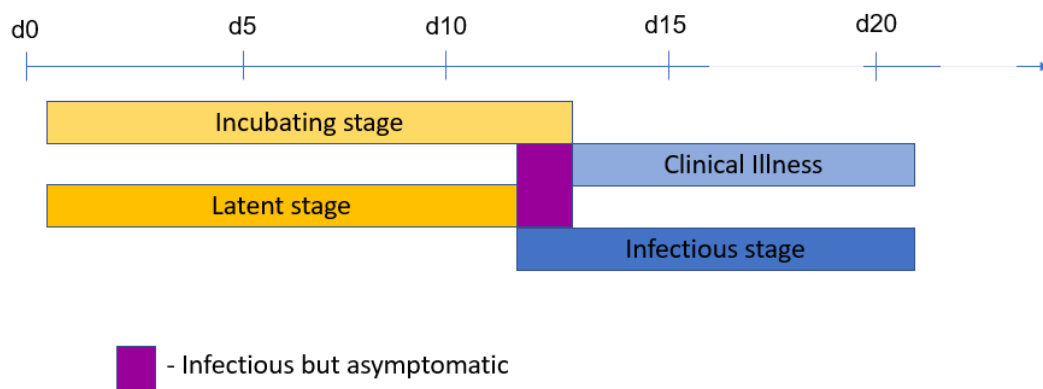 d0 d5 d10 d15 d20
Incubating stage
Clinical Illness
Latent stage
Infectious stage
- Infectious but asymptomatic